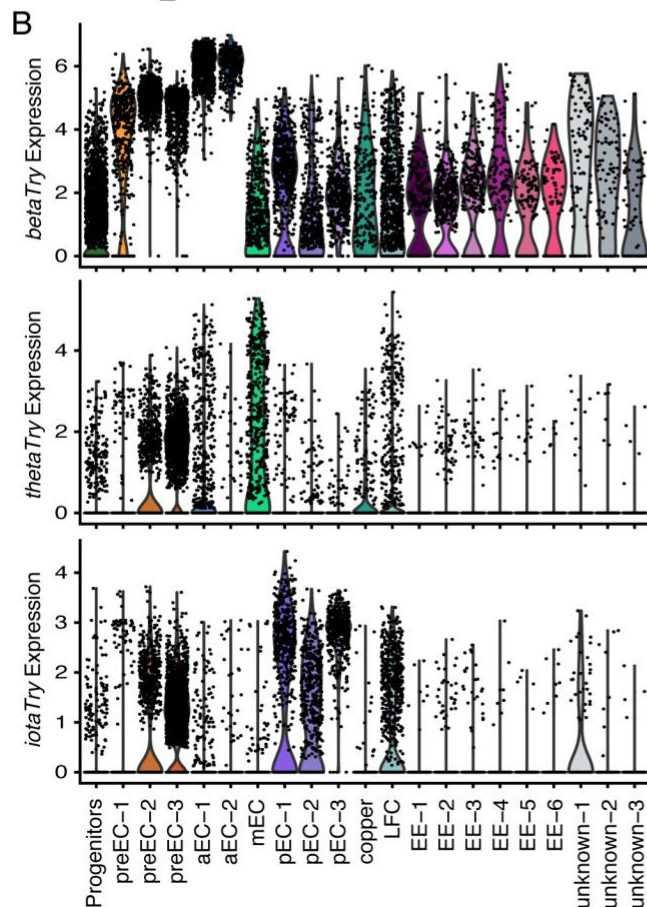 B
betaTry Expression
6
4
2
0
thetaTry Expression
4
2
0
iotaTry Expression
4
3
2
1
0
Progenitors
preEC-1
preEC-2
preEC-3
aEC-1
aEC-2
mEC
pEC-1
pEC-2
pEC-3
copper
LFC
EE-1
EE-2
EE-3
EE-4
EE-5
EE-6
unknown-1
unknown-2
unknown-3